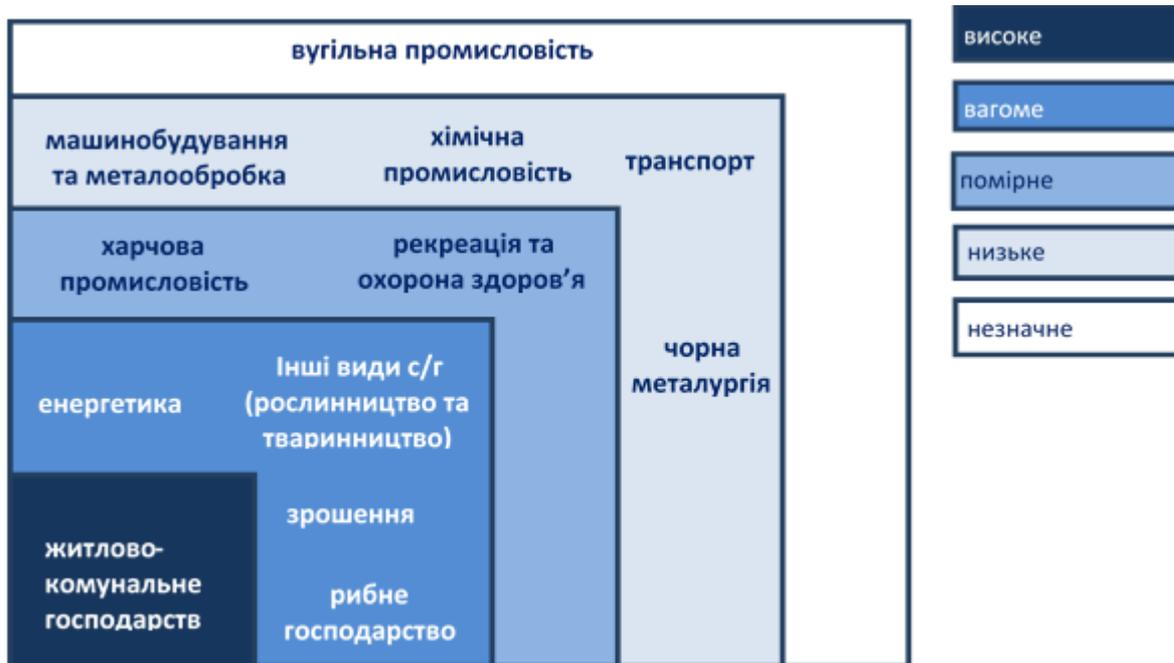 вугільна промисловість
машинобудування
та металообробка
хімічна
промисловість
транспорт
харчова
промисловість
рекреація та
охорона здоров’я
чорна
металургія
енергетика
Інші види с/г
(рослинництво та
тваринництво)
зрошення
житлово-
комунальне
господарств
рибне
господарство
високе
вагоме
помірне
низьке
незначне